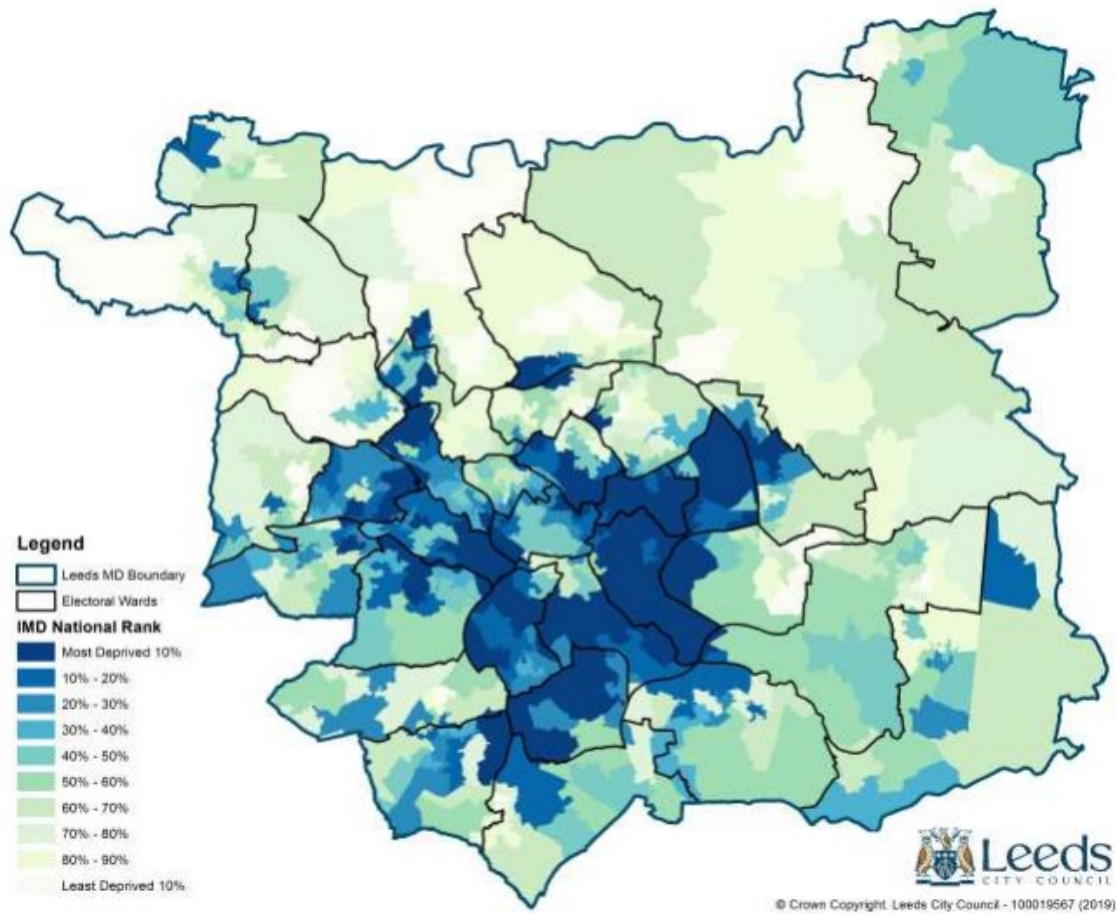 Legend
Leeds MD Boundary
Electoral Wards
IMD National Rank
Most Deprived 10%
10% - 20%
20% - 30%
30% - 40%
40% - 50%
50% - 60%
60% - 70%
70% - 80%
80% - 90%
Least Deprived 10%
Leeds
CITY COUNCIL
© Crown Copyright. Leeds City Council - 100019567 (2019)